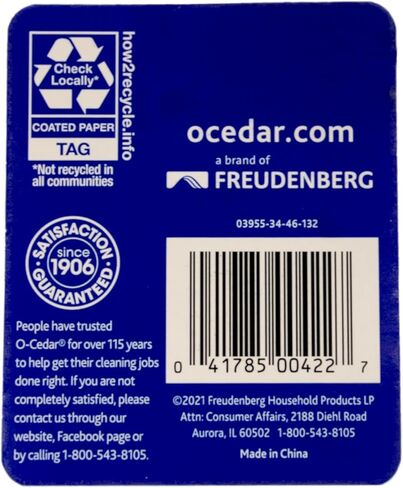 Check
Locally*
how2recycle.info
COATED PAPER
TAG
*Not recycled in
all communities
ocedar.com
a brand of
FREUDENBERG
03955-34-46-132
SATISFACTION
since
1906
GUARANTEED
People have trusted
O-Cedar® for over 115 years
to help get their cleaning jobs
done right. If you are not
completely satisfied, please
contact us through our
website, Facebook page or
by calling 1-800-543-8105.
0 41785 00422 7
©2021 Freudenberg Household Products LP
Attn: Consumer Affairs, 2188 Diehl Road
Aurora, IL 60502 1-800-543-8105
Made in China